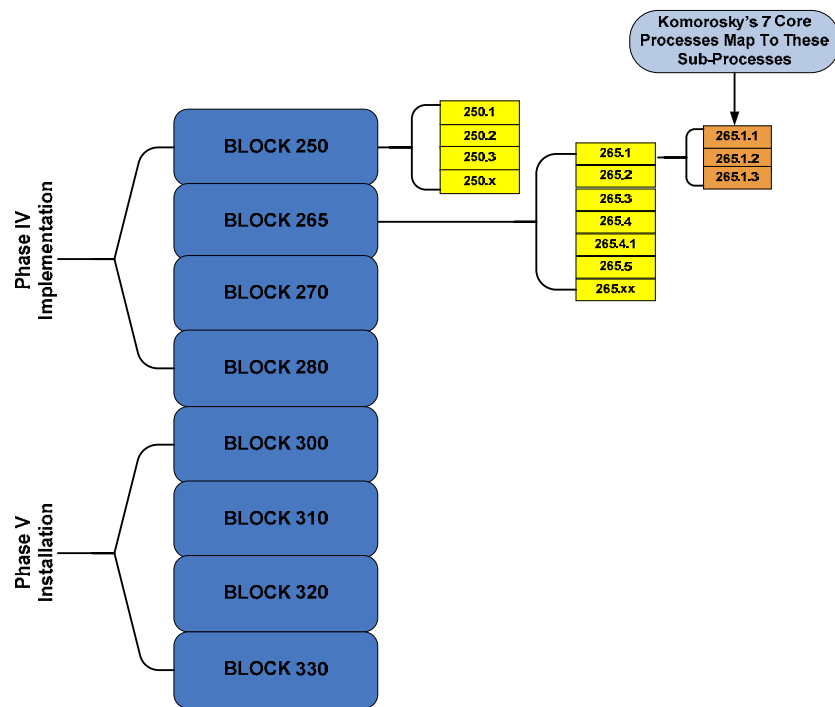 Komorosky's 7 Core
Processes Map To These
Sub-Processes
Phase IV
Implementation
BLOCK 250
BLOCK 265
BLOCK 270
BLOCK 280
250.1
250.2
250.3
250.x
265.1
265.2
265.3
265.4
265.4.1
265.5
265.xx
265.1.1
265.1.2
265.1.3
Phase V
Installation
BLOCK 300
BLOCK 310
BLOCK 320
BLOCK 330